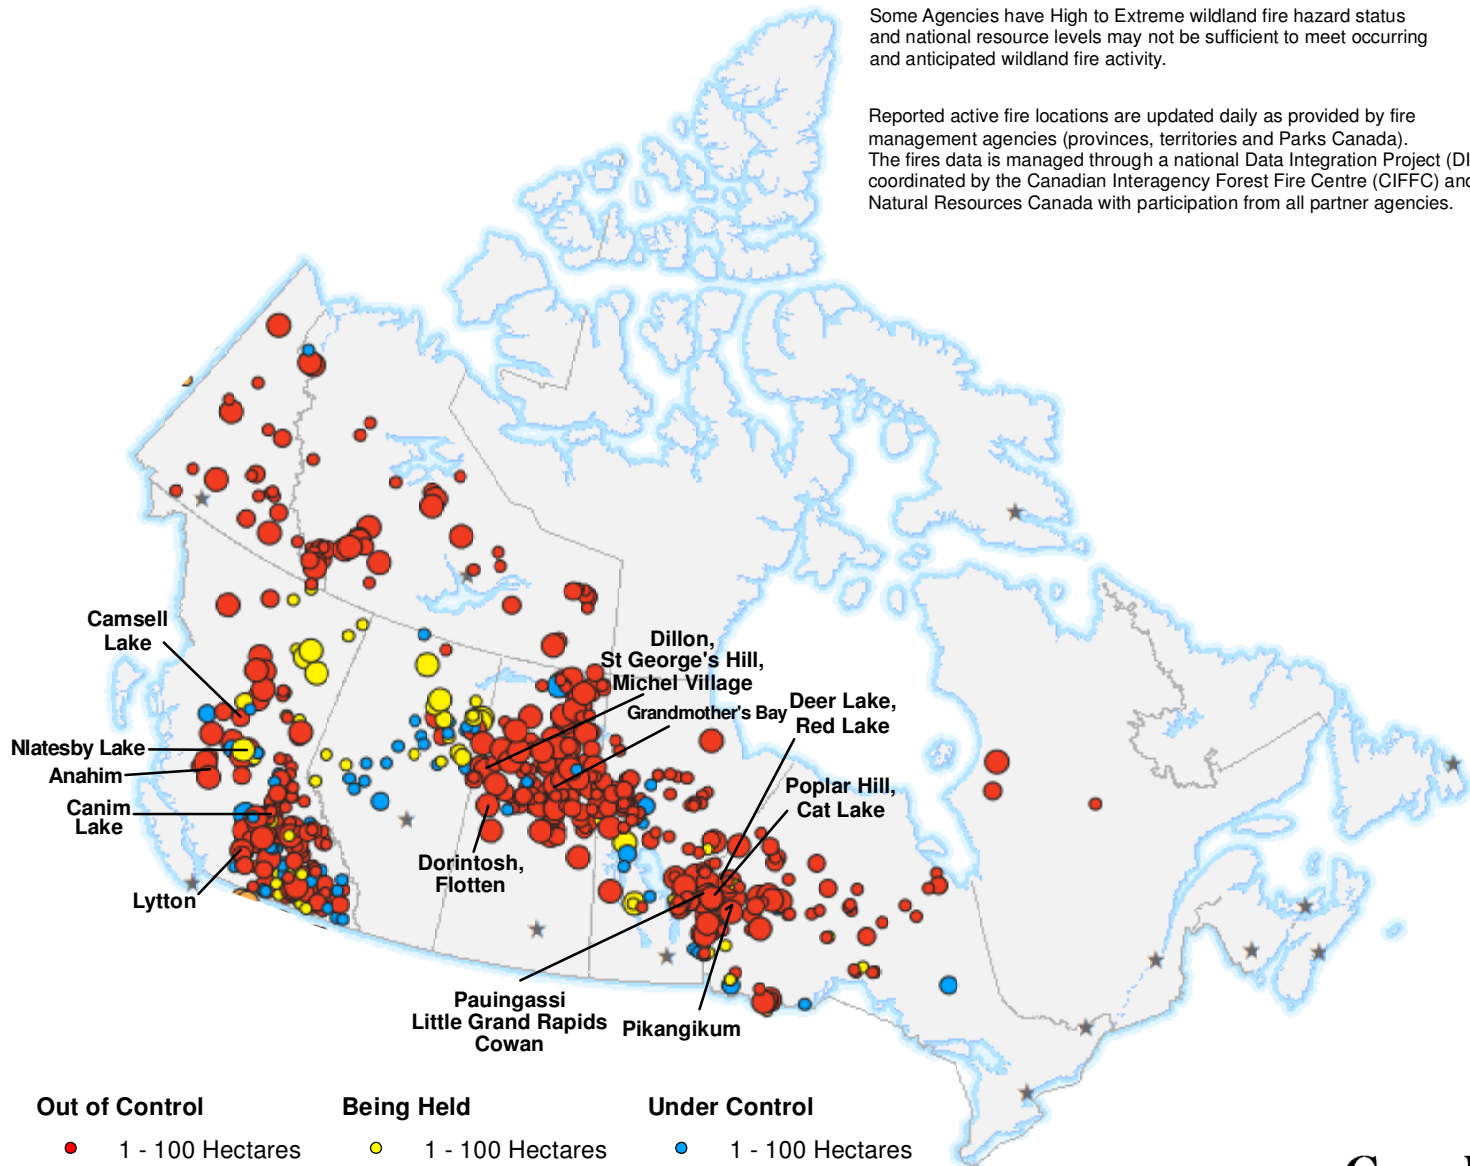 Some Agencies have High to Extreme wildland fire hazard status
and national resource levels may not be sufficient to meet occurring
and anticipated wildland fire activity.
Reported active fire locations are updated daily as provided by fire
management agencies (provinces, territories and Parks Canada).
The fires data is managed through a national Data Integration Project (DI
coordinated by the Canadian Interagency Forest Fire Centre (CIFFC) and
Natural Resources Canada with participation from all partner agencies.
Camsell
Lake
Dillon,
St George's Hill,
Michel Village
Grandmother's Bay
Deer Lake,
Red Lake
Nlatesby Lake
Anahim
Poplar Hill,
Cat Lake
Canim
Lake
Dorintosh,
Flotten
Lytton
Pauingassi
Little Grand Rapids
Cowan
Pikangikum
Out of Control
Being Held
Under Control
1 - 100 Hectares
1 - 100 Hectares
1 - 100 Hectares